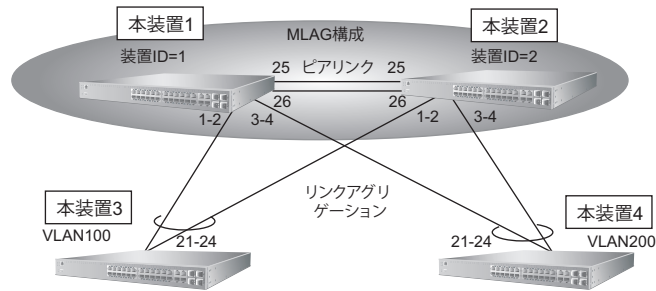 本装置1
本装置2
MLAG構成
装置ID=1
装置ID=2
25 ピアリンク 25
26
26
1-2
3-4
1-2
3-4
リンクアグリ
ゲーション
本装置3
本装置4
VLAN100
21-24
21-24
VLAN200